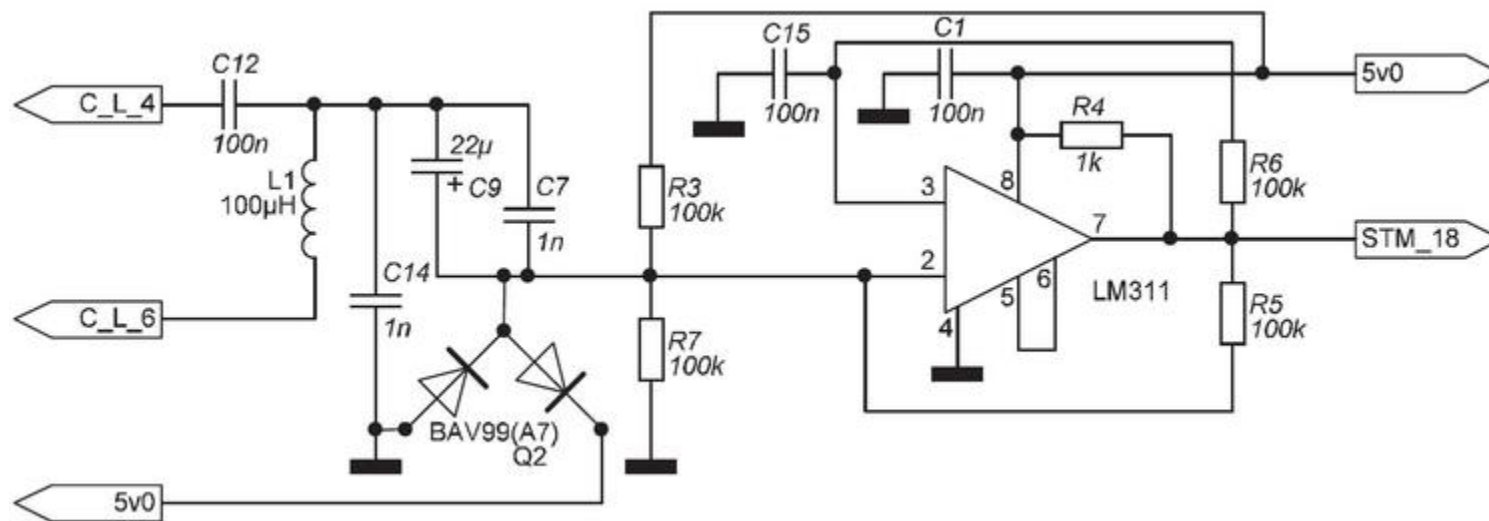 C15
C1
C12
C_L_4
5v0
100n
100n
100n
R4
22µ
1k
L1
100µH
+ C9
C7
R3
100k
3
8
R6
100k
1n
7
STM_18
C14
2
6
5
LM311
C_L_6
1n
4
R5
100k
R7
100k
BAV99(A7)
Q2
5v0